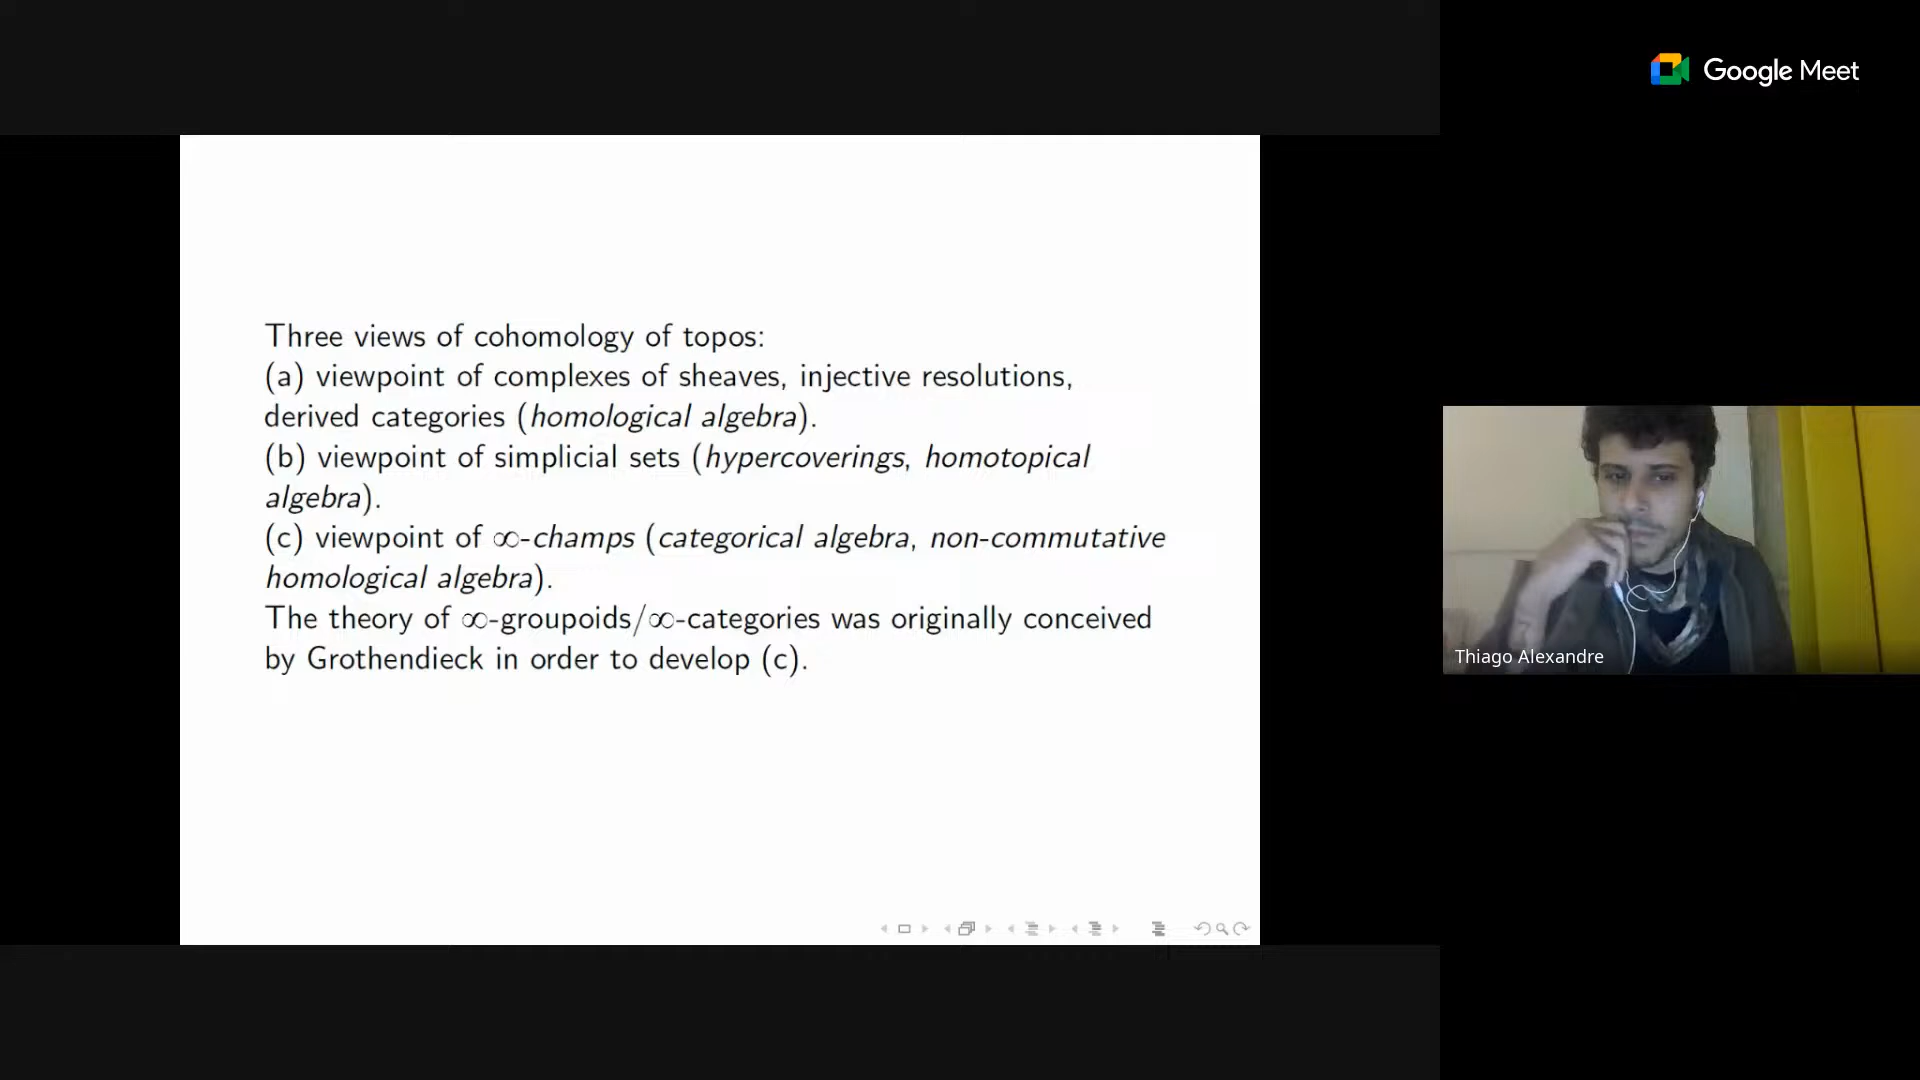 Google Meet
Three views of cohomology of topos:
(a) viewpoint of complexes of sheaves, injective resolutions,
derived categories (homological algebra).
(b) viewpoint of simplicial sets (hypercoverings, homotopical
algebra).
(c) viewpoint of ∞-champs (categorical algebra, non-commutative
homological algebra).
The theory of ∞-groupoids/∞-categories was originally conceived
by Grothendieck in order to develop (c).
Thiago Alexandre